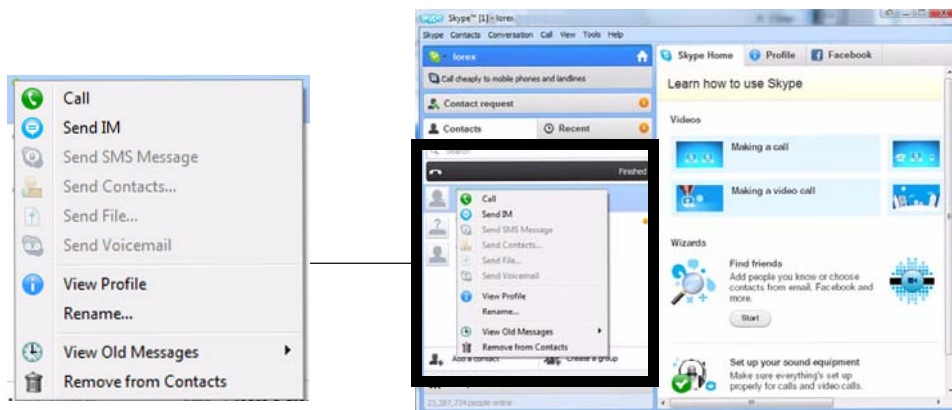 Call
Send IM
Send SMS Message
Send Contacts...
Send File...
Send Voicemail
View Profile
Rename...
View Old Messages
Remove from Contacts
Skype™ [1] - lorex
Skype Contacts Conversation Call View Tools Help
lorex
Call cheaply to mobile phones and landlines
Contact request
Contacts
Recent
Search
Finished
Call
Send IM
Send SMS Message
Send Contacts...
Send File...
Send Voicemail
View Profile
Rename...
View Old Messages
Remove from Contacts
Add a contact
Create a group
23,287,734 people online
Skype Home
Profile
Facebook
Learn how to use Skype
Videos
Making a call
Making a video call
Wizards
Find friends
Add people you know or choose
contacts from email, Facebook and
more.
Start
Set up your sound equipment
Make sure everything's set up
properly for calls and video calls.